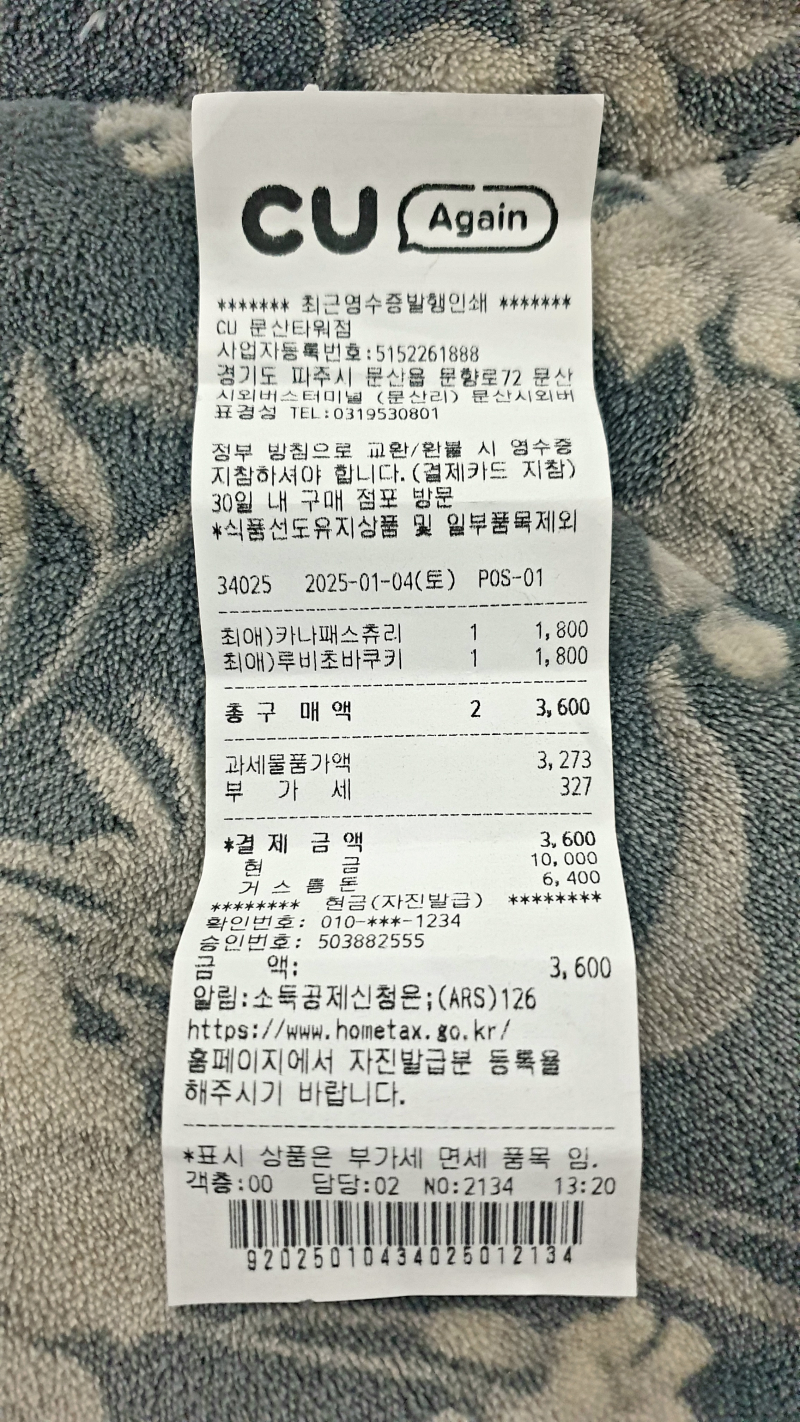 CU Again
******* 최근영수증발행인쇄 *******
CU 문산타워점
사업자등록번호:5152261888
경기도 파주시 문산읍 문향로72 문산
시외버스터미널 (문산리) 문산시외버
표경성 TEL:0319530801
정부 방침으로 교환/환불 시 영수증
지참하셔야 합니다.(결제카드 지참)
30일 내 구매 점포 방문
*식품선도유지상품 및 일부품목제외
34025 2025-01-04(토) POS-01
최애)카나패스츄리 1 1,800
최애)루비초바쿠키 1 1,800
총 구 매 액 2 3,600
과세물품가액 3,273
부 가 세 327
*결 제 금 액 3,600
현 금 10,000
거 스 름 돈 6,400
******** 현금(자진발급) ********
확인번호: 010-***-1234
승인번호: 503882555
금 액: 3,600
알림:소득공제신청은;(ARS)126
https://www.hometax.go.kr/
홈페이지에서 자진발급분 등록을
해주시기 바랍니다.
*표시 상품은 부가세 면세 품목 임.
객층:00 담당:02 NO:2134 13:20
92025010434025012134